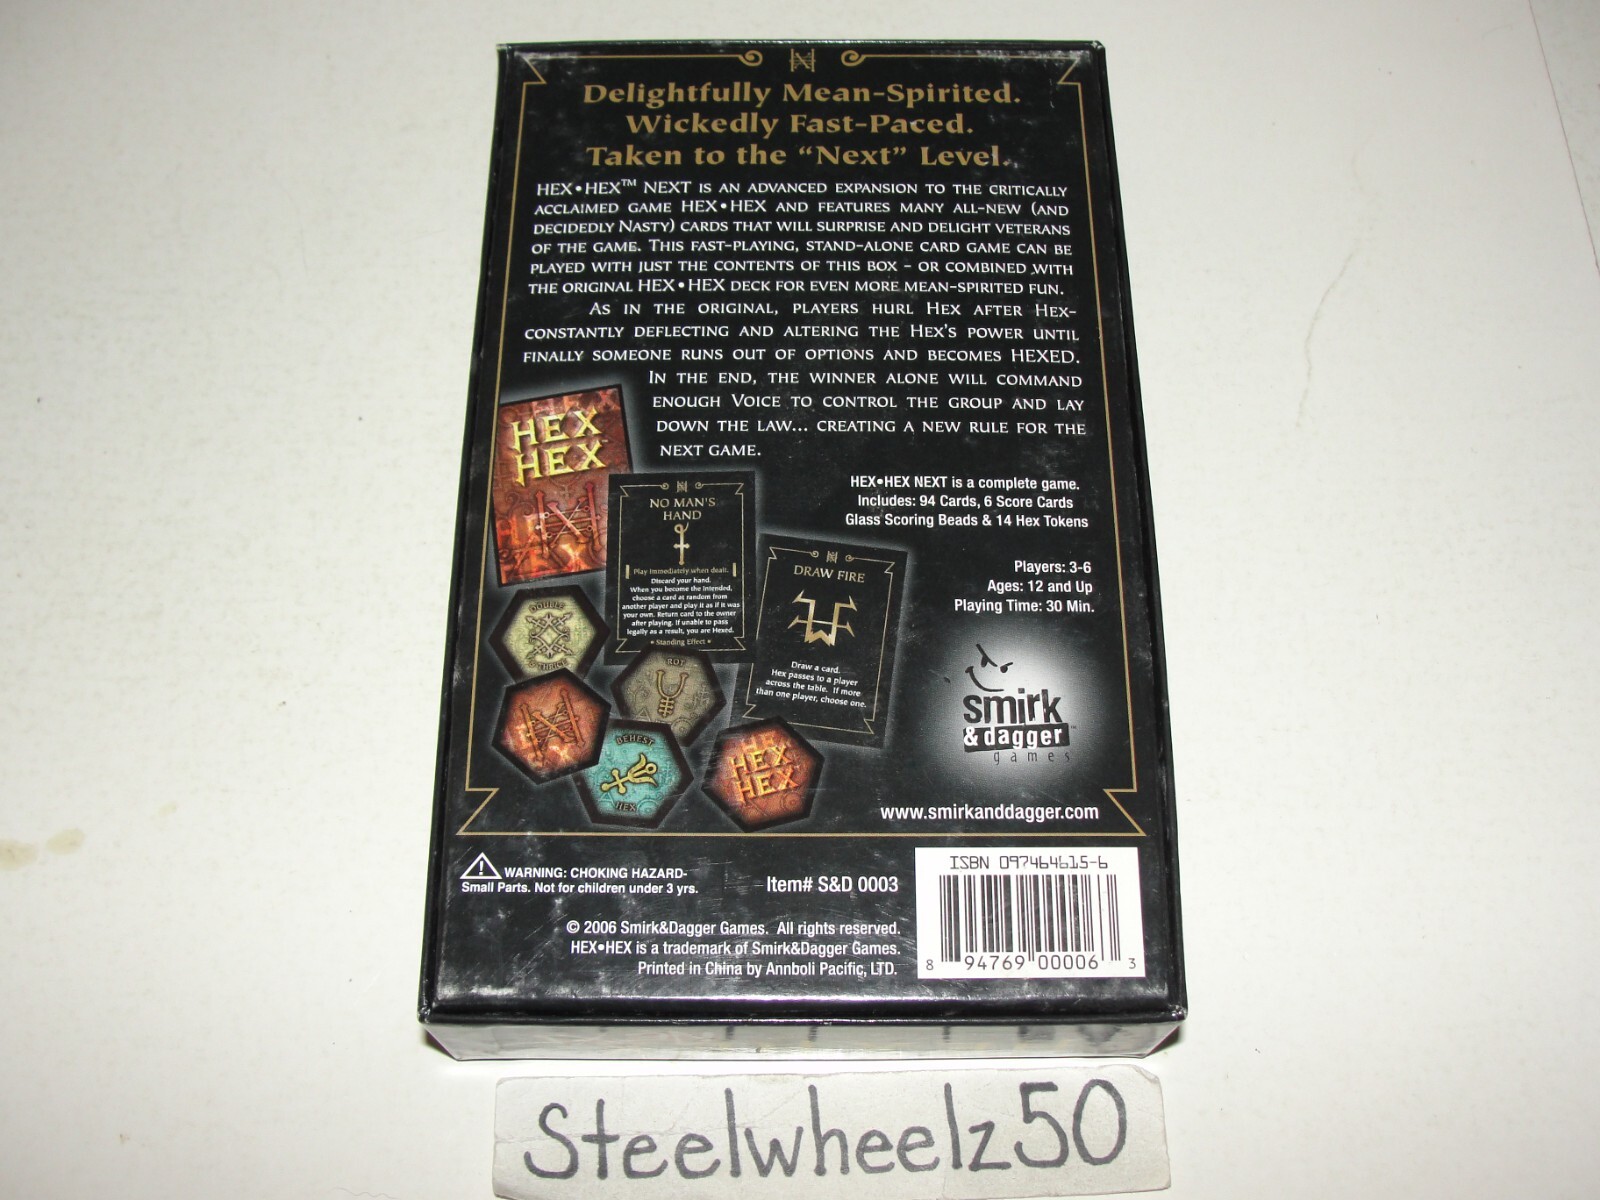 Delightfully Mean-Spirited.
Wickedly Fast-Paced.
Taken to the “Next” Level.
HEX•HEX™ NEXT IS AN ADVANCED EXPANSION TO THE CRITICALLY
ACCLAIMED GAME HEX•HEX AND FEATURES MANY ALL-NEW (AND
DECIDEDLY NASTY) CARDS THAT WILL SURPRISE AND DELIGHT VETERANS
OF THE GAME. THIS FAST-PLAYING, STAND-ALONE CARD GAME CAN BE
PLAYED WITH JUST THE CONTENTS OF THIS BOX – OR COMBINED WITH
THE ORIGINAL HEX•HEX DECK FOR EVEN MORE MEAN-SPIRITED FUN.
AS IN THE ORIGINAL, PLAYERS HURL HEX AFTER HEX-
CONSTANTLY DEFLECTING AND ALTERING THE HEX'S POWER UNTIL
FINALLY SOMEONE RUNS OUT OF OPTIONS AND BECOMES HEXED.
IN THE END, THE WINNER ALONE WILL COMMAND
ENOUGH VOICE TO CONTROL THE GROUP AND LAY
DOWN THE LAW... CREATING A NEW RULE FOR THE
NEXT GAME.
HEX
HEX™
NO MAN'S
HAND
Play immediately when dealt.
Discard your hand.
When you become the intended,
choose a card at random from
another player and play it as if it was
your own. Return card to the owner
after playing. If unable to pass
legally as a result, you are Hexed.
• Standing Effect •
DRAW FIRE
Draw a card.
Hex passes to a player
across the table. If more
than one player, choose one.
DOUBLE
THRICE
ROT
BEHEST
HEX
HEX
HEX
HEX•HEX NEXT is a complete game.
Includes: 94 Cards, 6 Score Cards
Glass Scoring Beads & 14 Hex Tokens
Players: 3-6
Ages: 12 and Up
Playing Time: 30 Min.
smirk
& dagger™
games
www.smirkanddagger.com
WARNING: CHOKING HAZARD-
Small Parts. Not for children under 3 yrs.
Item# S&D 0003
© 2006 Smirk&Dagger Games. All rights reserved.
HEX•HEX is a trademark of Smirk&Dagger Games.
Printed in China by Annboli Pacific, LTD.
ISBN 097464615-6
8 94769 00006 3
Steelwheelz50